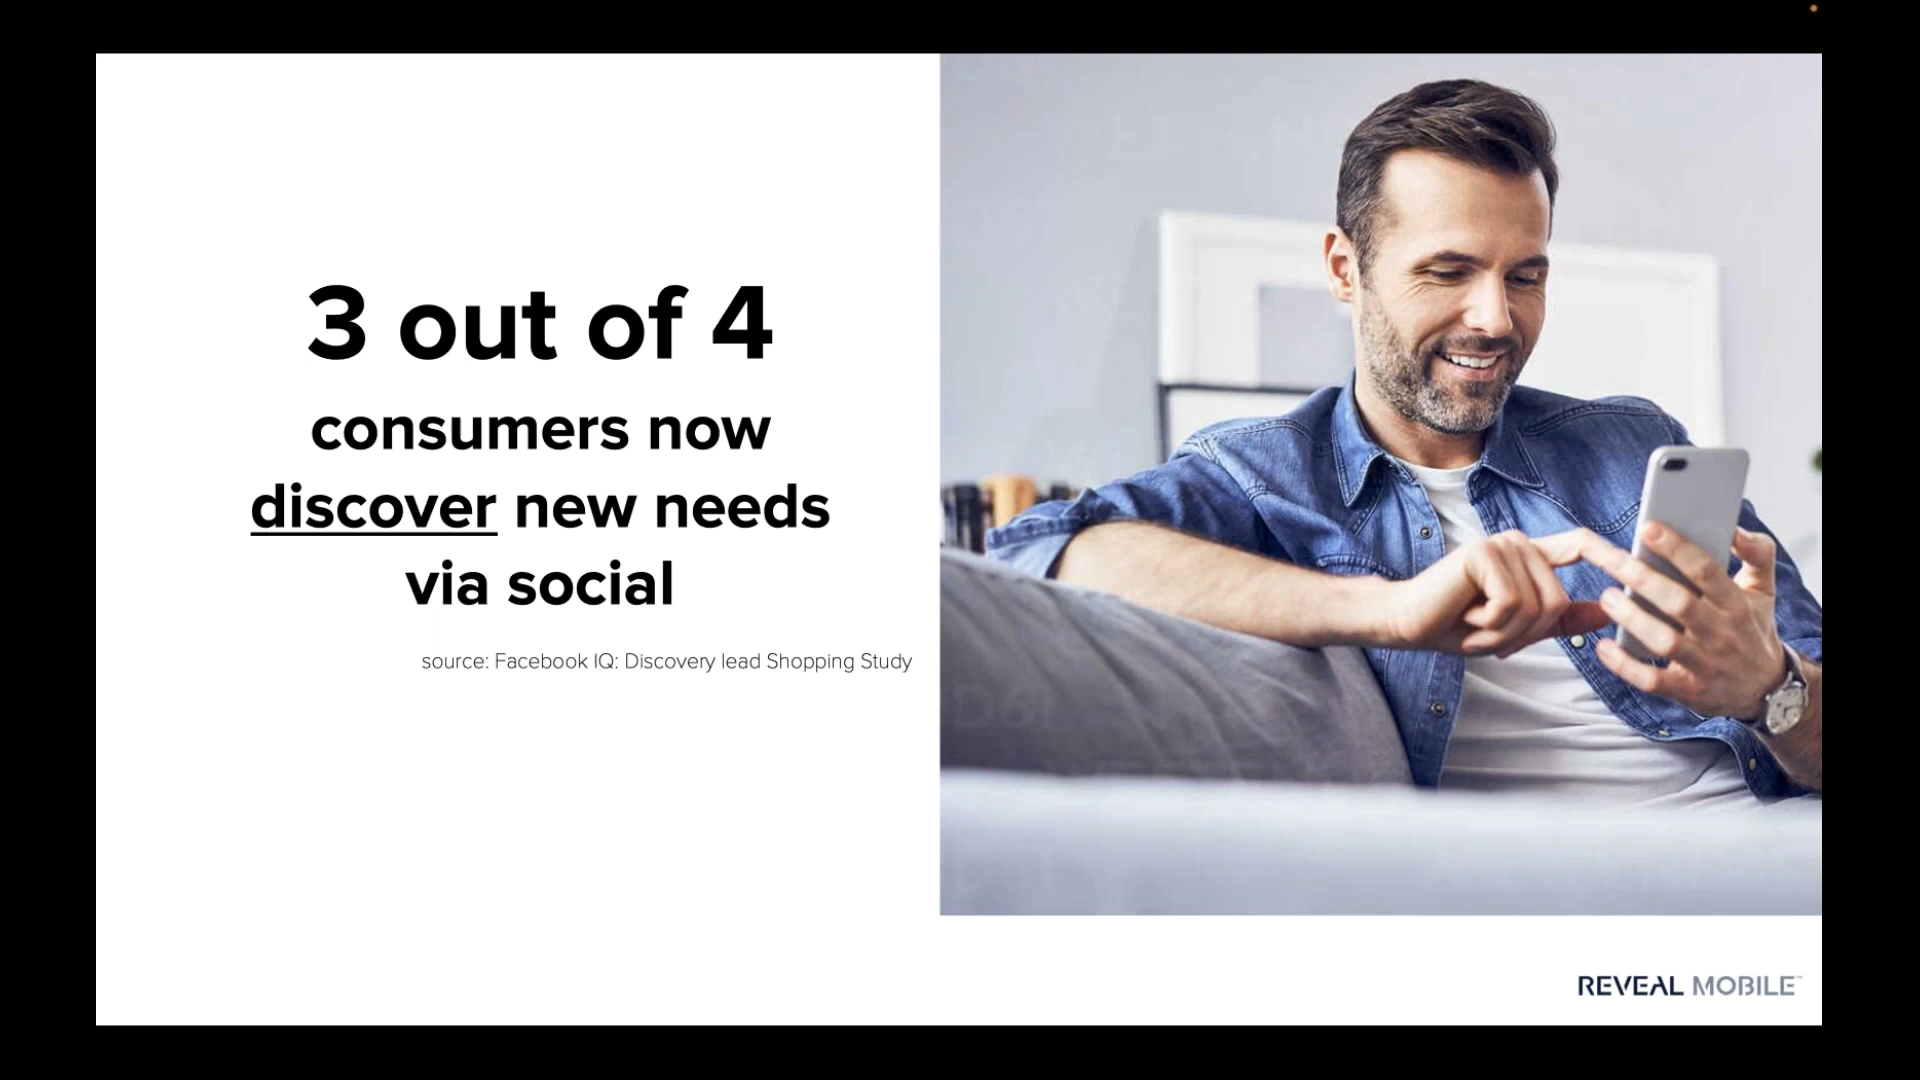 3 out of 4
consumers now
discover new needs
via social
source: Facebook IQ: Discovery lead Shopping Study
REVEAL MOBILE™